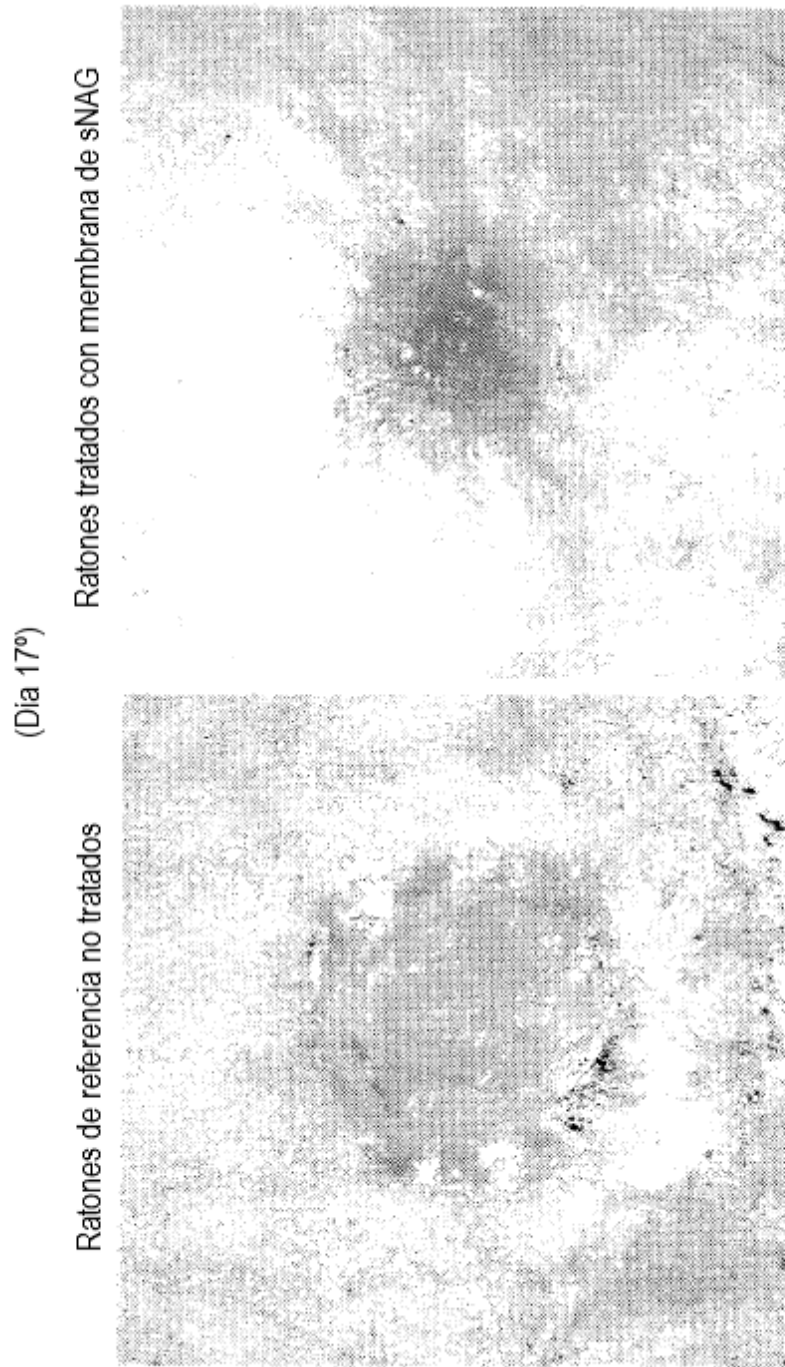 (Día 17º)
Ratones de referencia no tratados
Ratones tratados con membrana de sNAG